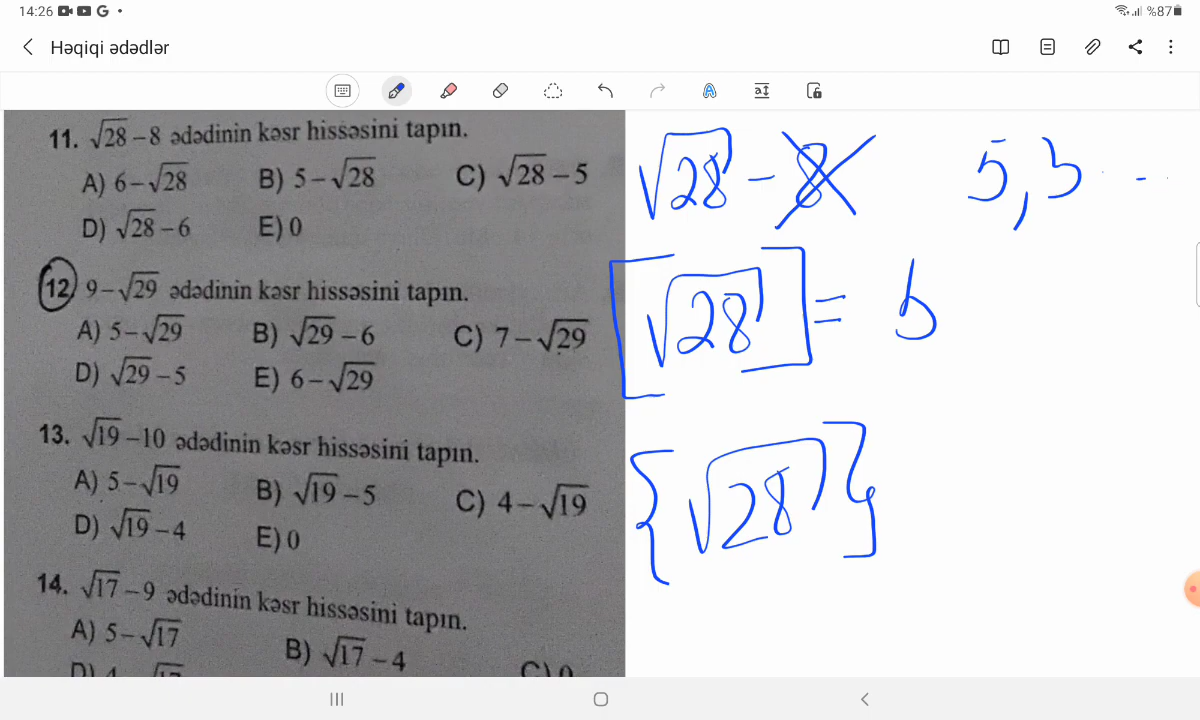 14:26 G %87
Həqiqi ədədlər
11. √28 – 8 ədədinin kəsr hissəsini tapın.
A) 6 – √28 B) 5 – √28 C) √28 – 5
D) √28 – 6 E) 0
12. 9 – √29 ədədinin kəsr hissəsini tapın.
A) 5 – √29 B) √29 – 6 C) 7 – √29
D) √29 – 5 E) 6 – √29
13. √19 – 10 ədədinin kəsr hissəsini tapın.
A) 5 – √19 B) √19 – 5 C) 4 – √19
D) √19 – 4 E) 0
14. √17 – 9 ədədinin kəsr hissəsini tapın.
A) 5 – √17 B) √17 – 4 C) 0
√28 – 8 5,3...
[√28] = 5
{√28}